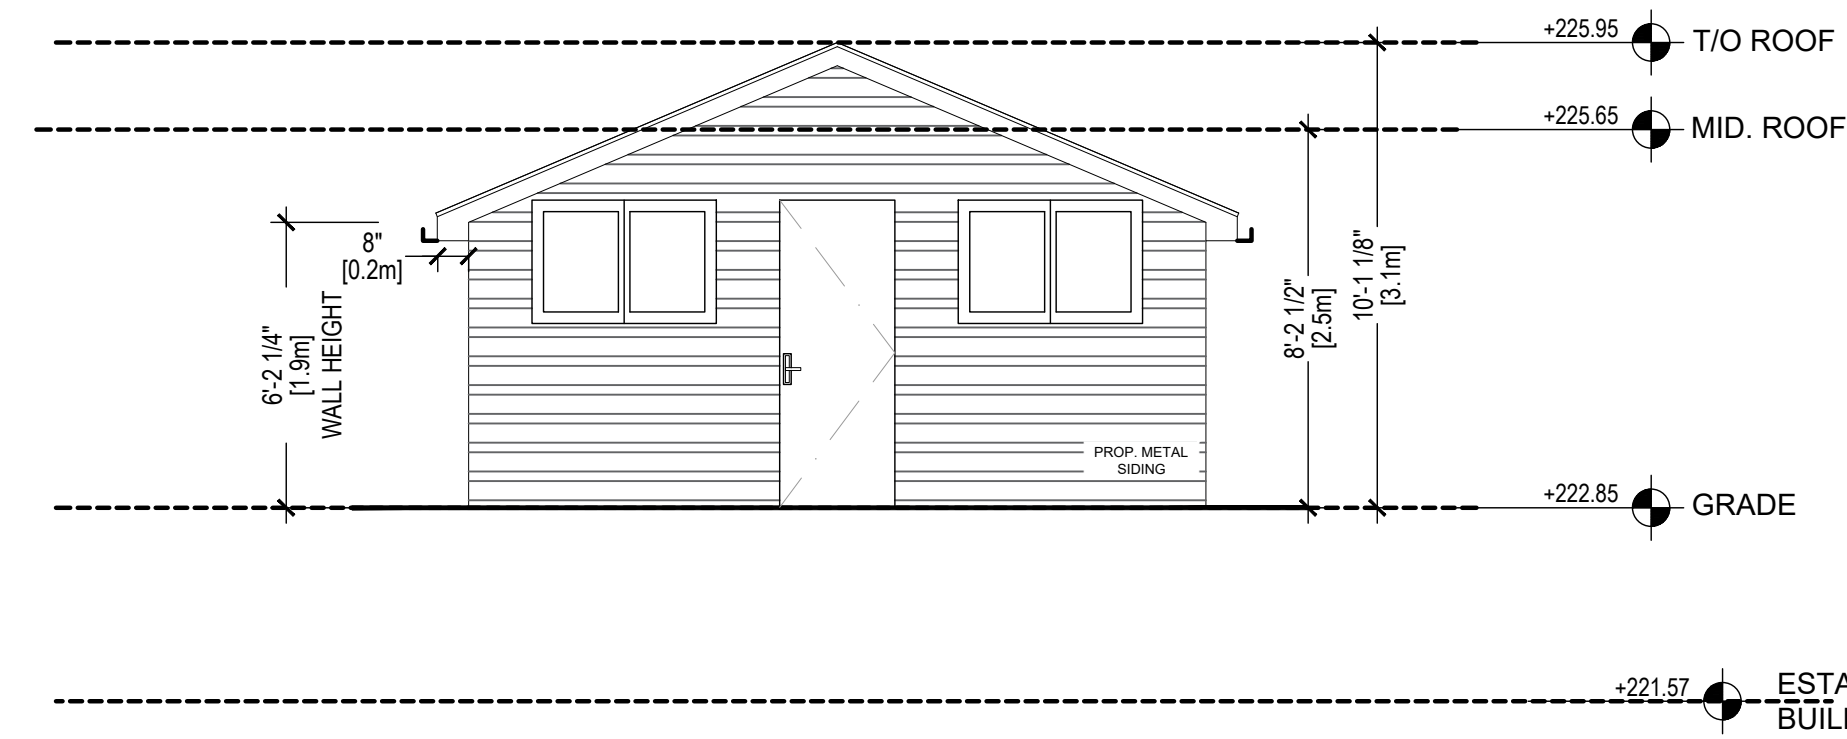 +225.95
T/O ROOF
+225.65
MID. ROOF
8"
[0.2m]
6'-2 1/4"
[1.9m]
WALL HEIGHT
8'-2 1/2"
[2.5m]
10'-1 1/8"
[3.1m]
PROP. METAL
SIDING
+222.85
GRADE
+221.57